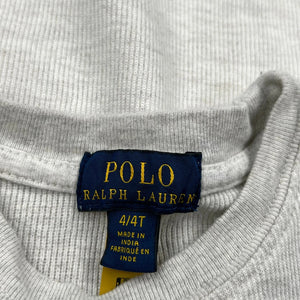 POLO
RALPH LAUREN
4/4T
MADE IN
INDIA
FABRIQUÉ EN
INDE